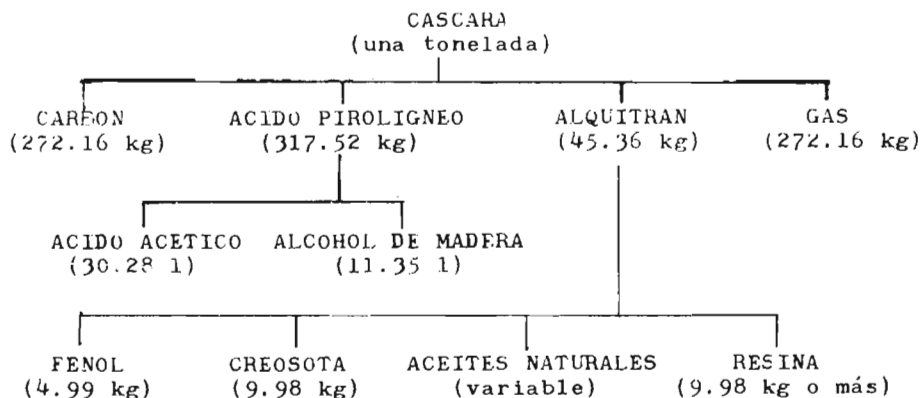 CASCARA
(una tonelada)
CARBON ACIDO PIROLIGNEO ALQUITRAN GAS
(272.16 kg) (317.52 kg) (45.36 kg) (272.16 kg)
ACIDO ACETICO ALCOHOL DE MADERA
(30.28 l) (11.35 l)
FENOL CREOSOTA ACEITES NATURALES RESINA
(4.99 kg) (9.98 kg) (variable) (9.98 kg o más)